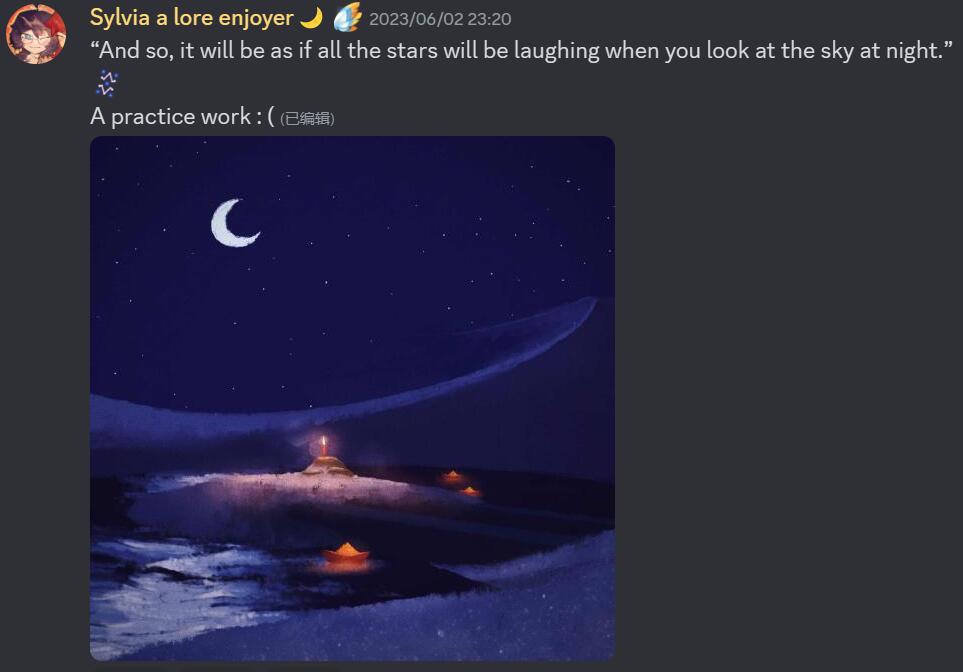 Sylvia a lore enjoyer 🌙 2023/06/02 23:20
“And so, it will be as if all the stars will be laughing when you look at the sky at night.”
A practice work : ( (已编辑)